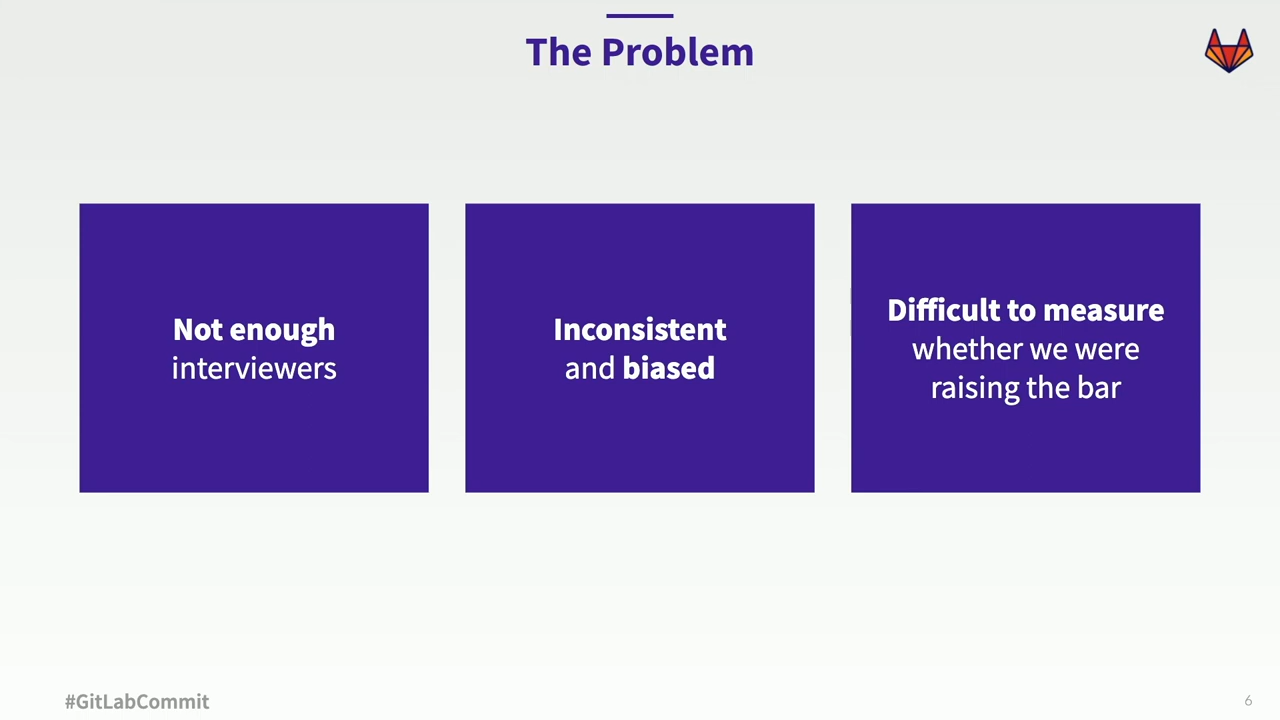 The Problem
Not enough
interviewers
Inconsistent
and biased
Difficult to measure
whether we were
raising the bar
#GitLabCommit
6